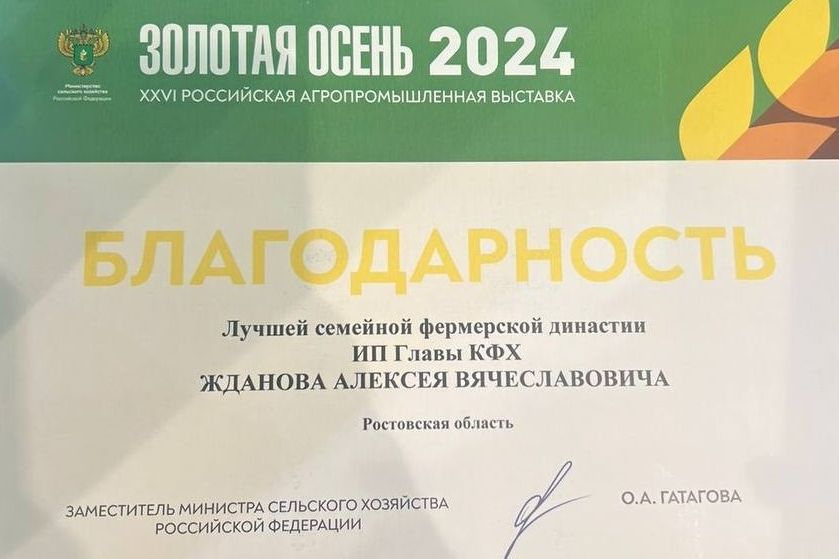 ЗОЛОТАЯ ОСЕНЬ 2024
XXVI РОССИЙСКАЯ АГРОПРОМЫШЛЕННАЯ ВЫСТАВКА
Министерство
сельского хозяйства
Российской Федерации
БЛАГОДАРНОСТЬ
Лучшей семейной фермерской династии
ИП Главы КФХ
ЖДАНОВА АЛЕКСЕЯ ВЯЧЕСЛАВОВИЧА
Ростовская область
ЗАМЕСТИТЕЛЬ МИНИСТРА СЕЛЬСКОГО ХОЗЯЙСТВА
РОССИЙСКОЙ ФЕДЕРАЦИИ
О.А. ГАТАГОВА